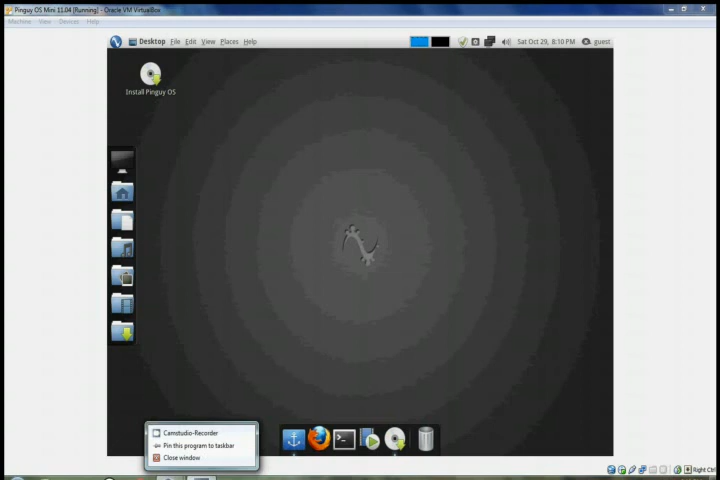 Pinguy OS Mini 11.04 [Running] - Oracle VM VirtualBox
Machine View Devices Help
Desktop File Edit View Places Help
Sat Oct 29, 8:10 PM guest
Install Pinguy OS
Camstudio-Recorder
Pin this program to taskbar
Close window
Right Ctrl